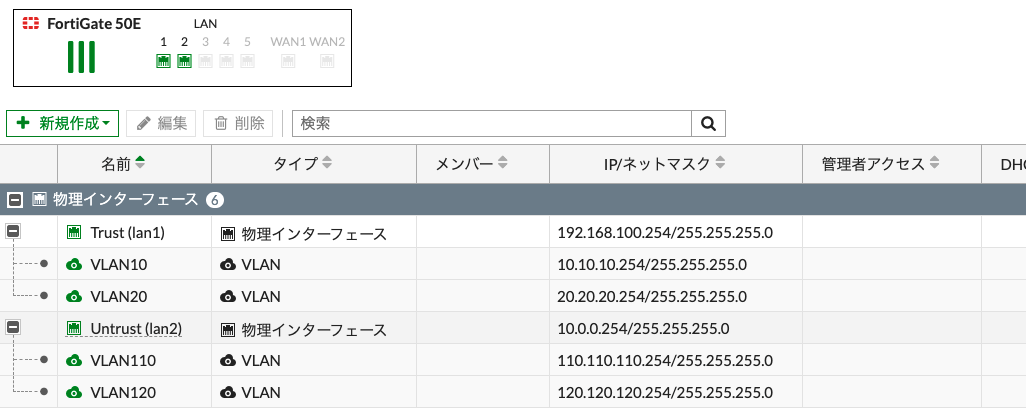 FortiGate 50E
LAN
1 2 3 4 5 WAN1 WAN2
新規作成 編集 削除 検索
名前 タイプ メンバー IP/ネットマスク 管理者アクセス DHC
物理インターフェース 6
Trust (lan1) 物理インターフェース 192.168.100.254/255.255.255.0
VLAN10 VLAN 10.10.10.254/255.255.255.0
VLAN20 VLAN 20.20.20.254/255.255.255.0
Untrust (lan2) 物理インターフェース 10.0.0.254/255.255.255.0
VLAN110 VLAN 110.110.110.254/255.255.255.0
VLAN120 VLAN 120.120.120.254/255.255.255.0